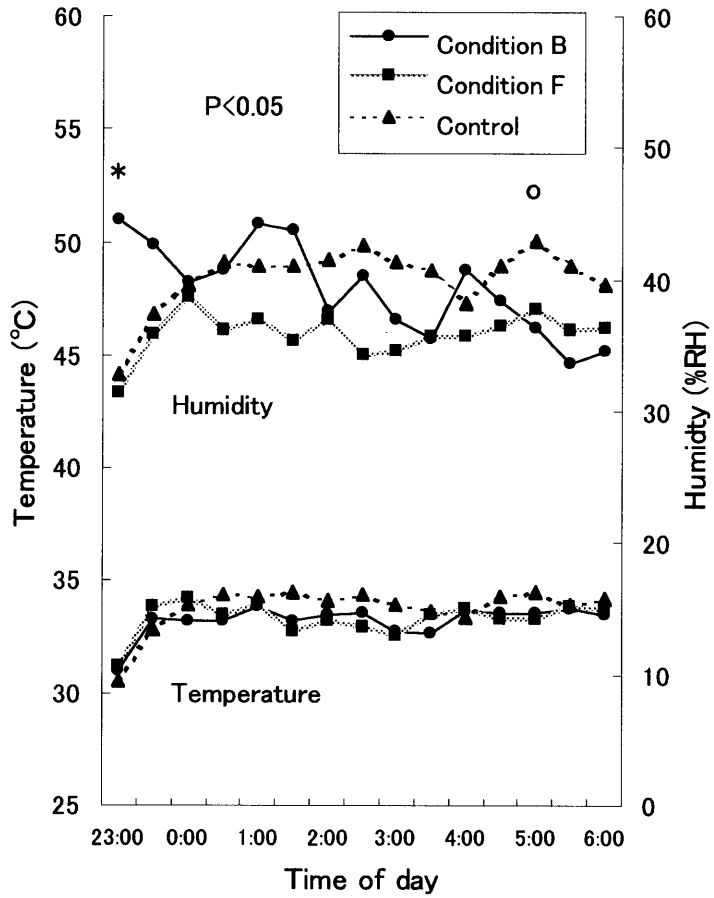 60
55
50
45
40
35
30
25
Temperature (°C)
60
50
40
30
20
10
0
Humidty (%RH)
Condition B
Condition F
Control
P<0.05
*
o
Humidity
Temperature
23:00 0:00 1:00 2:00 3:00 4:00 5:00 6:00
Time of day